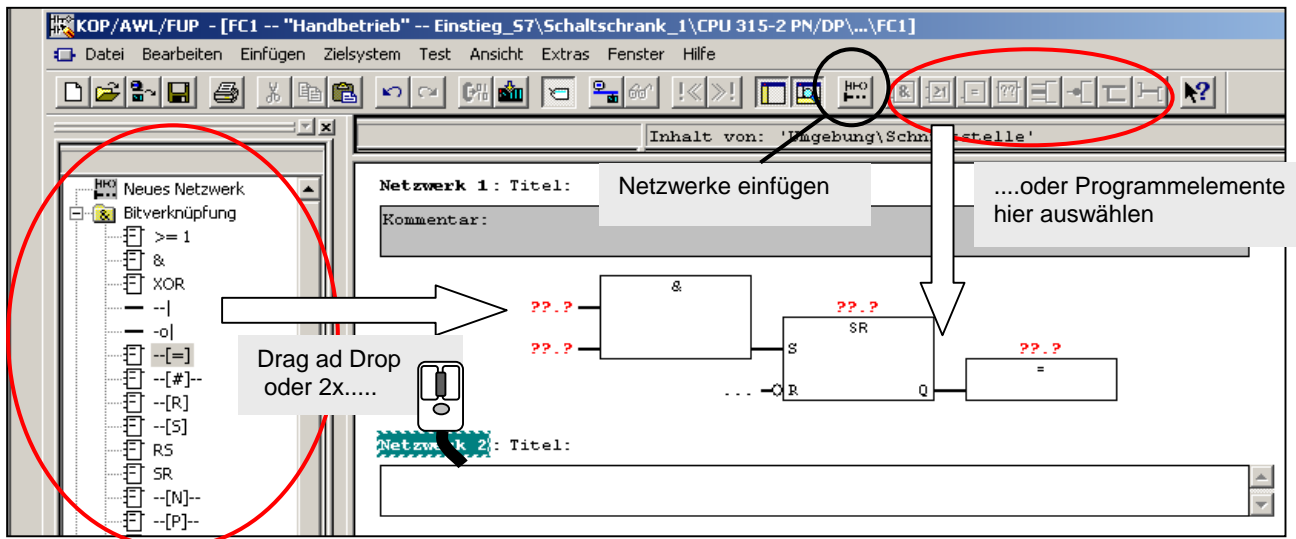 KOP/AWL/FUP - [FC1 -- "Handbetrieb" -- Einstieg_S7\Schaltschrank_1\CPU 315-2 PN/DP\...\FC1]
Datei Bearbeiten Einfügen Zielsystem Test Ansicht Extras Fenster Hilfe
& >1 = ??
Inhalt von: 'Umgebung\Schnittstelle'
Neues Netzwerk
Bitverknüpfung
>= 1
&
XOR
--|
-o|
--[=]
--[#]--
--[R]
--[S]
RS
SR
--[N]--
--[P]--
Netzwerke einfügen
....oder Programmelemente
hier auswählen
Drag ad Drop
oder 2x.....
Netzwerk 1: Titel:
Kommentar:
&
??.?
??.?
??.?
SR
S
... R Q
??.?
=
Netzwerk 2: Titel: